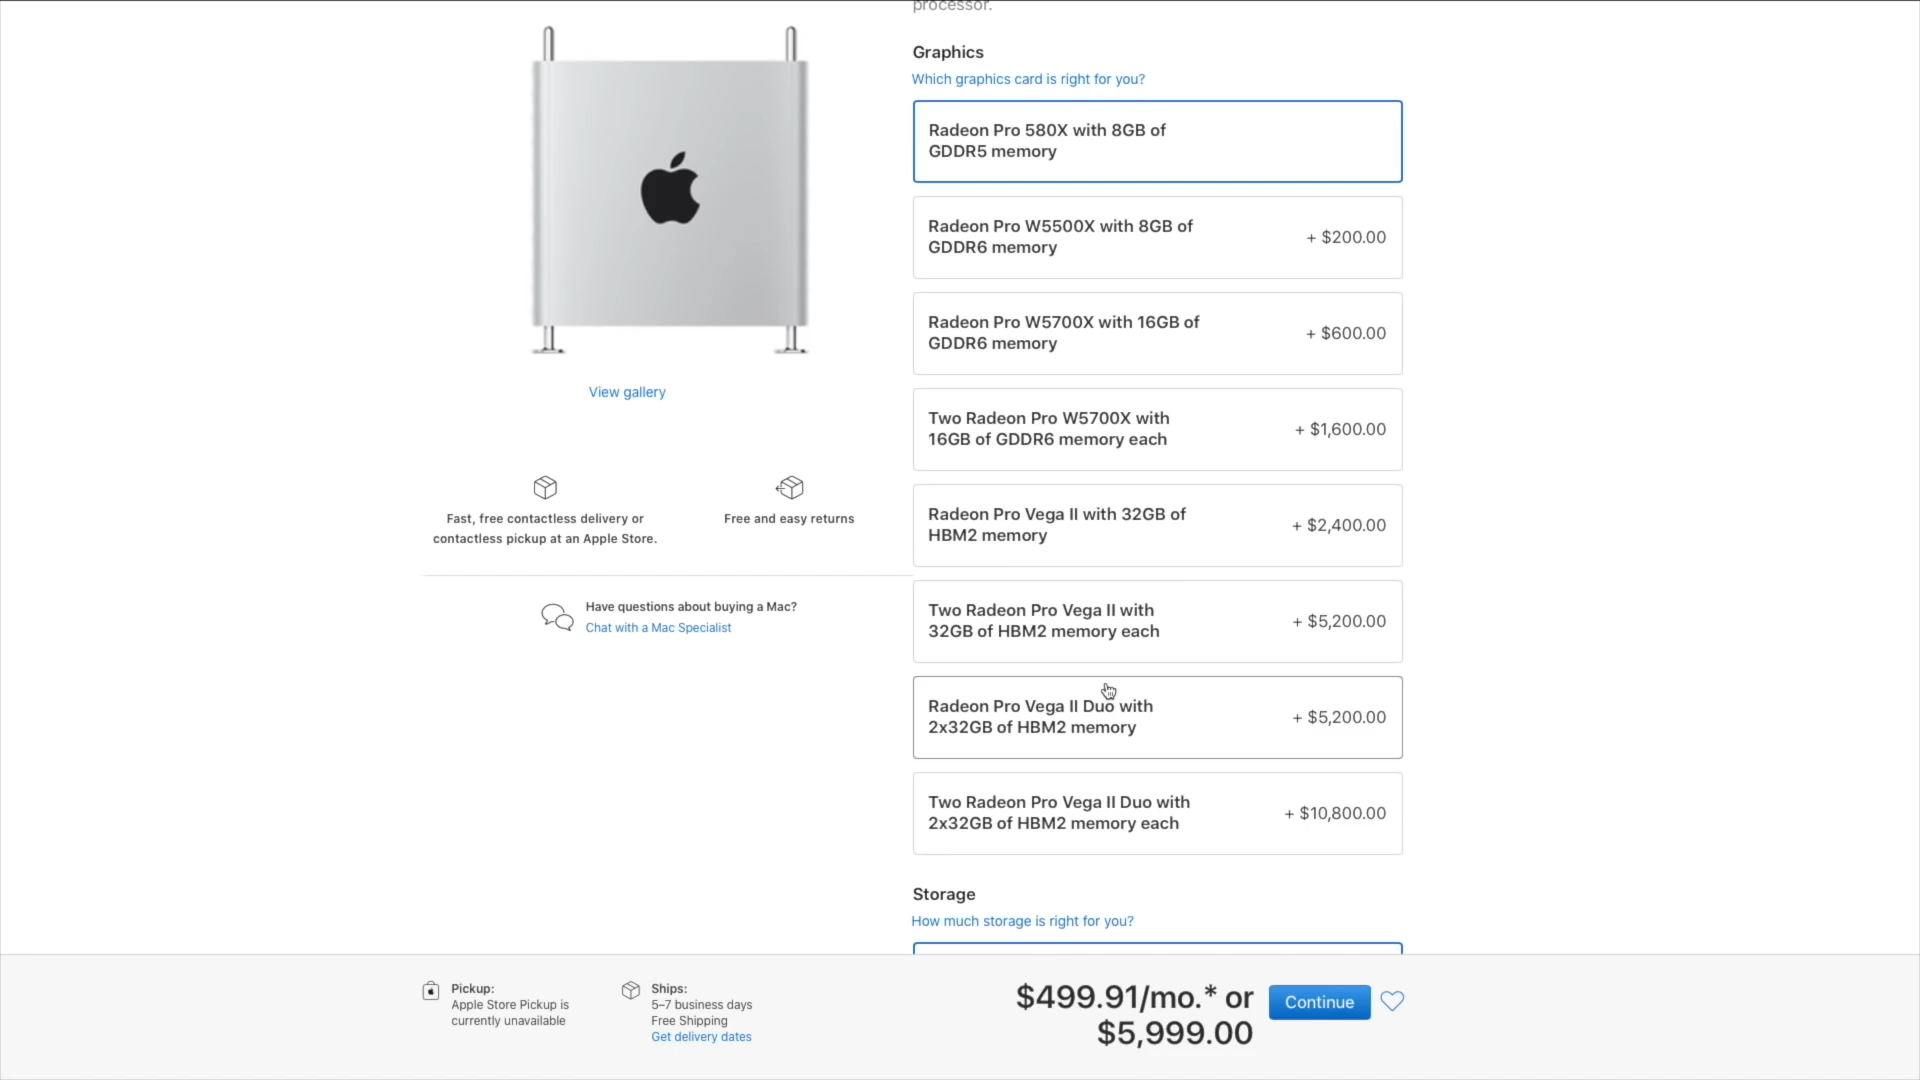 processor.
Graphics
Which graphics card is right for you?
Radeon Pro 580X with 8GB of
GDDR5 memory
Radeon Pro W5500X with 8GB of
GDDR6 memory
+ $200.00
Radeon Pro W5700X with 16GB of
GDDR6 memory
+ $600.00
Two Radeon Pro W5700X with
16GB of GDDR6 memory each
+ $1,600.00
Radeon Pro Vega II with 32GB of
HBM2 memory
+ $2,400.00
Two Radeon Pro Vega II with
32GB of HBM2 memory each
+ $5,200.00
Radeon Pro Vega II Duo with
2x32GB of HBM2 memory
+ $5,200.00
Two Radeon Pro Vega II Duo with
2x32GB of HBM2 memory each
+ $10,800.00
Storage
How much storage is right for you?
View gallery
Fast, free contactless delivery or
contactless pickup at an Apple Store.
Free and easy returns
Have questions about buying a Mac?
Chat with a Mac Specialist
Pickup:
Apple Store Pickup is
currently unavailable
Ships:
5–7 business days
Free Shipping
Get delivery dates
$499.91/mo.* or
$5,999.00
Continue